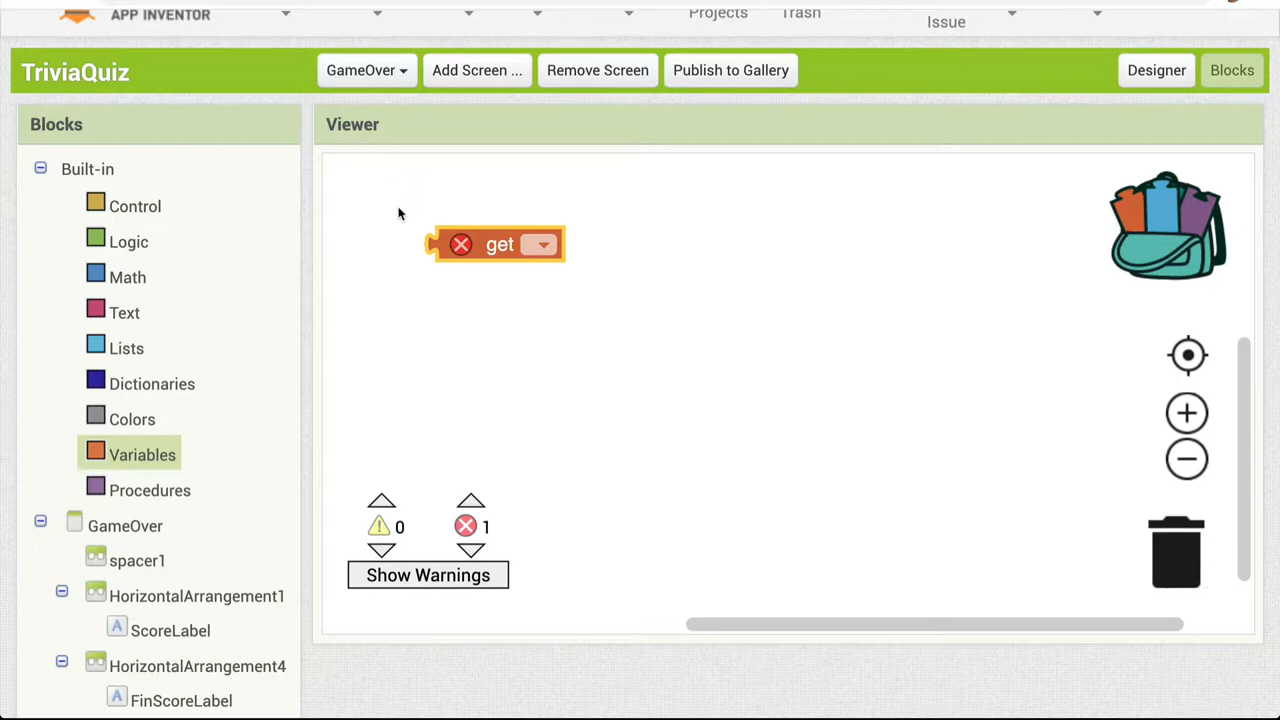 APP INVENTOR
Projects
Trash
Issue
TriviaQuiz
GameOver
Add Screen ...
Remove Screen
Publish to Gallery
Designer
Blocks
Blocks
Viewer
Built-in
Control
Logic
Math
Text
Lists
Dictionaries
Colors
Variables
Procedures
GameOver
spacer1
HorizontalArrangement1
ScoreLabel
HorizontalArrangement4
FinScoreLabel
get
0
1
Show Warnings
A
A